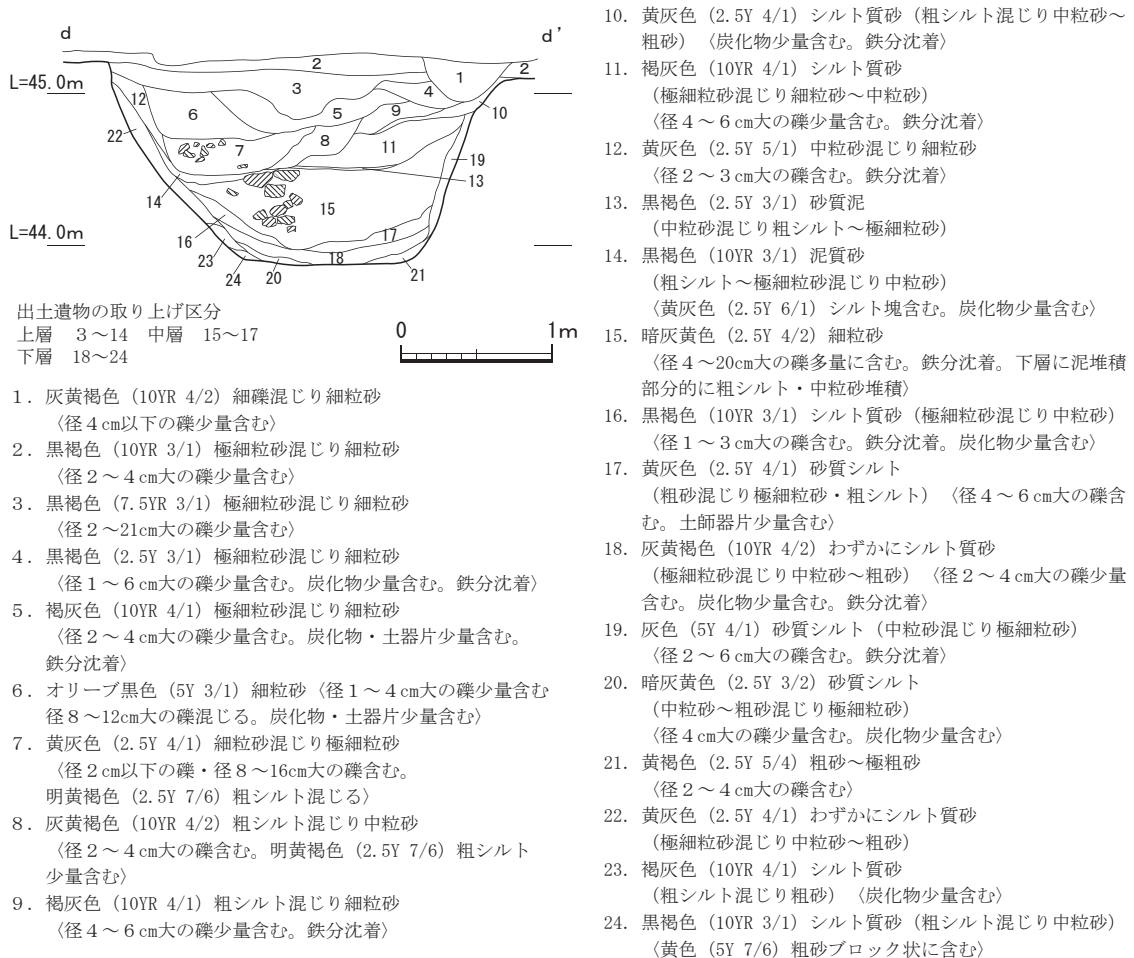 d
d’
2
1
2
L=45.0m
3
4
12
6
5
9
10
22
7
8
11
19
13
14
15
L=44.0m
16
17
23
18
24
20
21
出土遺物の取り上げ区分
上層　３～14　中層　15～17
下層　18～24
0
1m
１．灰黄褐色（10YR 4/2）細礫混じり細粒砂
〈径４cm以下の礫少量含む〉
２．黒褐色（10YR 3/1）極細粒砂混じり細粒砂
〈径２～４cm大の礫少量含む〉
３．黒褐色（7.5YR 3/1）極細粒砂混じり細粒砂
〈径２～21cm大の礫少量含む〉
４．黒褐色（2.5Y 3/1）極細粒砂混じり細粒砂
〈径１～６cm大の礫少量含む。炭化物少量含む。鉄分沈着〉
５．褐灰色（10YR 4/1）極細粒砂混じり細粒砂
〈径２～４cm大の礫少量含む。炭化物・土器片少量含む。
鉄分沈着〉
６．オリーブ黒色（5Y 3/1）細粒砂〈径１～４cm大の礫少量含む
径８～12cm大の礫混じる。炭化物・土器片少量含む〉
７．黄灰色（2.5Y 4/1）細粒砂混じり極細粒砂
〈径２cm以下の礫・径８～16cm大の礫含む。
明黄褐色（2.5Y 7/6）粗シルト混じる〉
８．灰黄褐色（10YR 4/2）粗シルト混じり中粒砂
〈径２～４cm大の礫含む。明黄褐色（2.5Y 7/6）粗シルト
少量含む〉
９．褐灰色（10YR 4/1）粗シルト混じり細粒砂
〈径４～６cm大の礫少量含む。鉄分沈着〉
10．黄灰色（2.5Y 4/1）シルト質砂（粗シルト混じり中粒砂～
粗砂）〈炭化物少量含む。鉄分沈着〉
11．褐灰色（10YR 4/1）シルト質砂
（極細粒砂混じり細粒砂～中粒砂）
〈径４～６cm大の礫少量含む。鉄分沈着〉
12．黄灰色（2.5Y 5/1）中粒砂混じり細粒砂
〈径２～３cm大の礫含む。鉄分沈着〉
13．黒褐色（2.5Y 3/1）砂質泥
（中粒砂混じり粗シルト～極細粒砂）
14．黒褐色（10YR 3/1）泥質砂
（粗シルト～極細粒砂混じり中粒砂）
〈黄灰色（2.5Y 6/1）シルト塊含む。炭化物少量含む〉
15．暗灰黄色（2.5Y 4/2）細粒砂
〈径４～20cm大の礫多量に含む。鉄分沈着。下層に泥堆積
部分的に粗シルト・中粒砂堆積〉
16．黒褐色（10YR 3/1）シルト質砂（極細粒砂混じり中粒砂）
〈径１～３cm大の礫含む。鉄分沈着。炭化物少量含む〉
17．黄灰色（2.5Y 4/1）砂質シルト
（粗砂混じり極細粒砂・粗シルト）〈径４～６cm大の礫含
む。土師器片少量含む〉
18．灰黄褐色（10YR 4/2）わずかにシルト質砂
（極細粒砂混じり中粒砂～粗砂）〈径２～４cm大の礫少量
含む。炭化物少量含む。鉄分沈着〉
19．灰色（5Y 4/1）砂質シルト（中粒砂混じり極細粒砂）
〈径２～６cm大の礫含む。鉄分沈着〉
20．暗灰黄色（2.5Y 3/2）砂質シルト
（中粒砂～粗砂混じり極細粒砂）
〈径４cm大の礫少量含む。炭化物少量含む〉
21．黄褐色（2.5Y 5/4）粗砂～極粗砂
〈径２～４cm大の礫含む〉
22．黄灰色（2.5Y 4/1）わずかにシルト質砂
（極細粒砂混じり中粒砂～粗砂）
23．褐灰色（10YR 4/1）シルト質砂
（粗シルト混じり粗砂）〈炭化物少量含む〉
24．黒褐色（10YR 3/1）シルト質砂（粗シルト混じり中粒砂）
〈黄色（5Y 7/6）粗砂ブロック状に含む〉